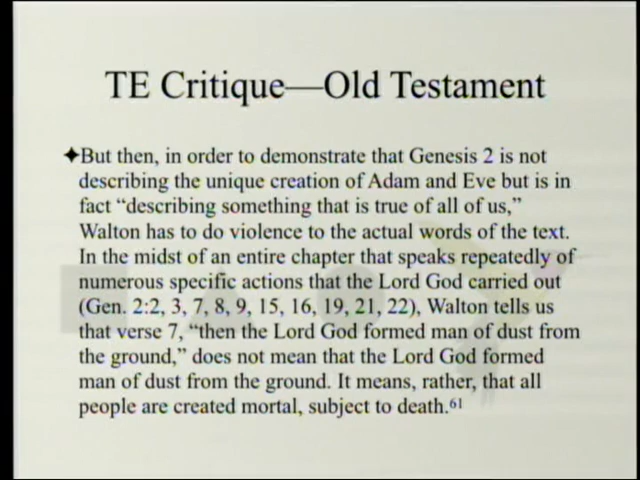 TE Critique—Old Testament
✦But then, in order to demonstrate that Genesis 2 is not
describing the unique creation of Adam and Eve but is in
fact “describing something that is true of all of us,”
Walton has to do violence to the actual words of the text.
In the midst of an entire chapter that speaks repeatedly of
numerous specific actions that the Lord God carried out
(Gen. 2:2, 3, 7, 8, 9, 15, 16, 19, 21, 22), Walton tells us
that verse 7, “then the Lord God formed man of dust from
the ground,” does not mean that the Lord God formed
man of dust from the ground. It means, rather, that all
people are created mortal, subject to death.61